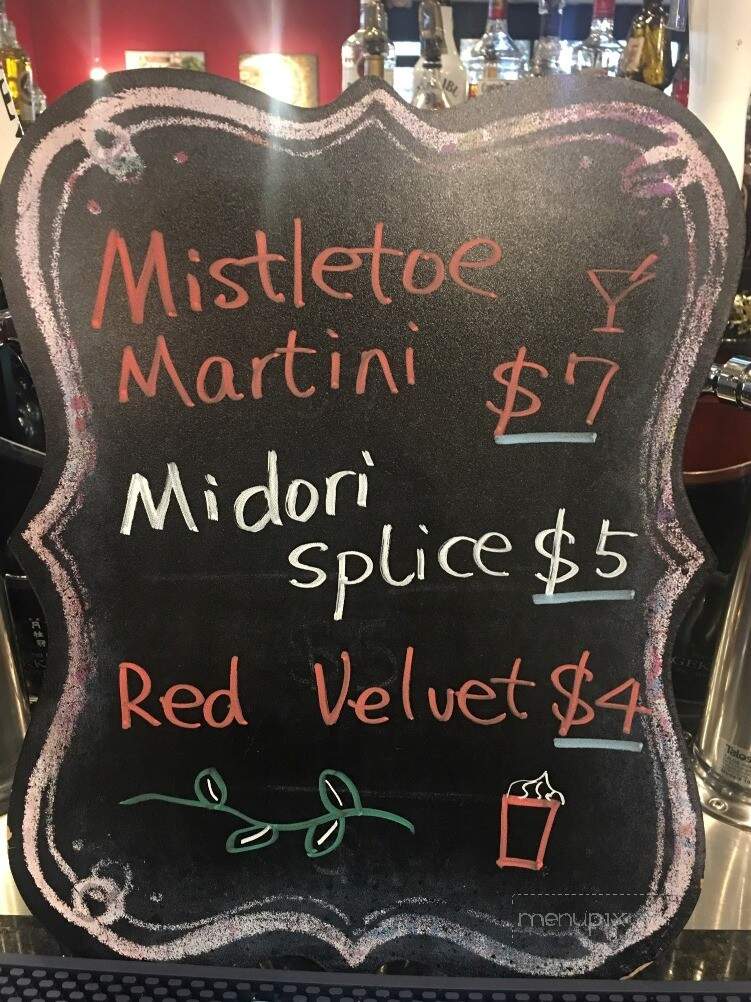 Mistletoe
Martini $7
Midori
Splice $5
Red Velvet $4
menupix